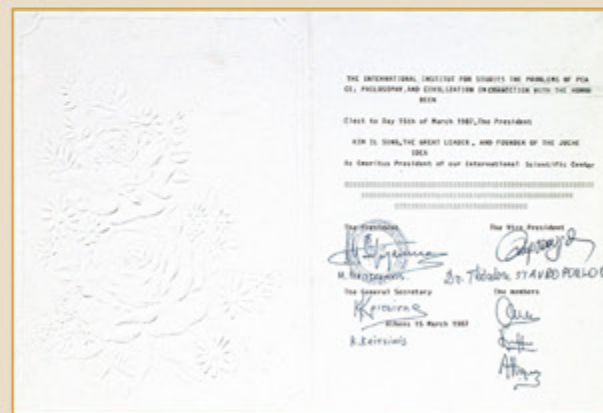 THE INTERNATIONAL INSTITUT FOR STUDIES THE PROBLEMS OF PEA
CE, PHILOSOPHY, AND CIVILIZATION IN CONNECTION WITH THE HUMAN
BEEN
Elect to Day 15th of March 1987, The President
KIM IL SUNG, THE GREAT LEADER, AND FOUNDER OF THE JUCHE
IDEA
As Emeritus President of our International Scientific Center
The President The Vice President
Dr. Théodore STAVROPOULOS
The General Secretary The members
Athens 15 March 1987